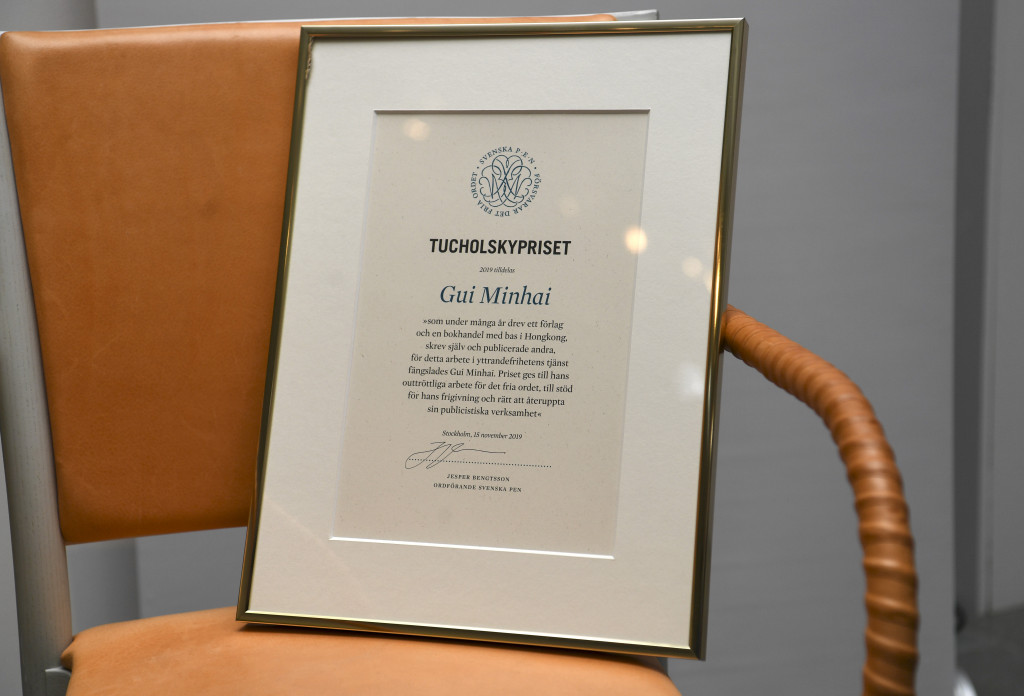 SVENSKA P·E·N · FÖRSVARAR DET FRIA ORDET ·
TUCHOLSKYPRISET
2019 tilldelas
Gui Minhai
»som under många år drev ett förlag
och en bokhandel med bas i Hongkong,
skrev själv och publicerade andra,
för detta arbete i yttrandefrihetens tjänst
fängslades Gui Minhai. Priset ges till hans
outtröttliga arbete för det fria ordet, till stöd
för hans frigivning och rätt att återuppta
sin publicistiska verksamhet«
Stockholm, 15 november 2019
JESPER BENGTSSON
ORDFÖRANDE SVENSKA PEN